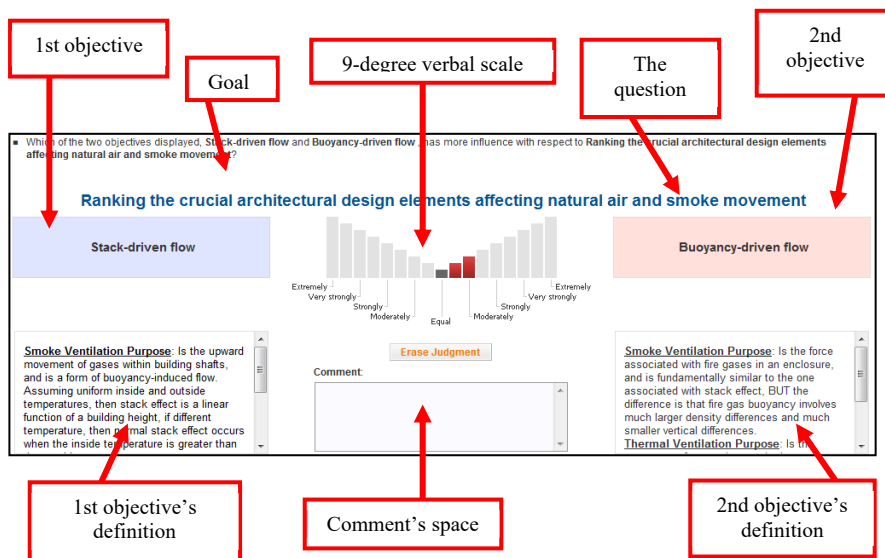 1st objective
Goal
9-degree verbal scale
The
question
2nd
objective
Which of the two objectives displayed, Stack-driven flow and Buoyancy-driven flow , has more influence with respect to Ranking the crucial architectural design elements
affecting natural air and smoke movement?
Ranking the crucial architectural design elements affecting natural air and smoke movement
Stack-driven flow
Buoyancy-driven flow
Extremely
Very strongly
Strongly
Moderately
Equal
Moderately
Strongly
Very strongly
Extremely
Erase Judgment
Comment:
Smoke Ventilation Purpose: Is the upward
movement of gases within building shafts,
and is a form of buoyancy-induced flow.
Assuming uniform inside and outside
temperatures, then stack effect is a linear
function of a building height, if different
temperature, then normal stack effect occurs
when the inside temperature is greater than
Smoke Ventilation Purpose: Is the force
associated with fire gases in an enclosure,
and is fundamentally similar to the one
associated with stack effect, BUT the
difference is that fire gas buoyancy involves
much larger density differences and much
smaller vertical differences.
Thermal Ventilation Purpose: Is the
1st objective's
definition
Comment's space
2nd objective's
definition